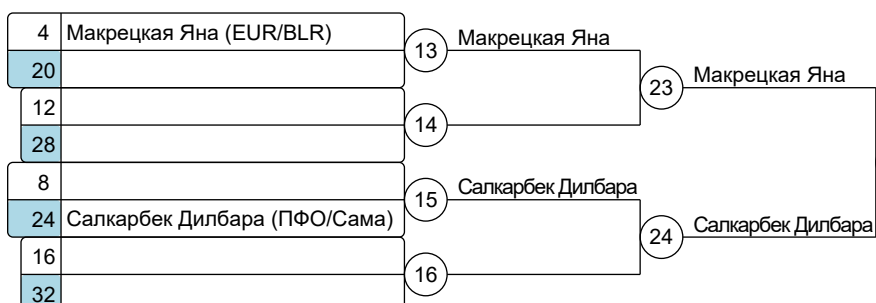 4 Макрецкая Яна (EUR/BLR)
13 Макрецкая Яна
20
23 Макрецкая Яна
12
14
28
8
15 Салкарбек Дилбара
24 Салкарбек Дилбара (ПФО/Сама)
24 Салкарбек Дилбара
16
16
32